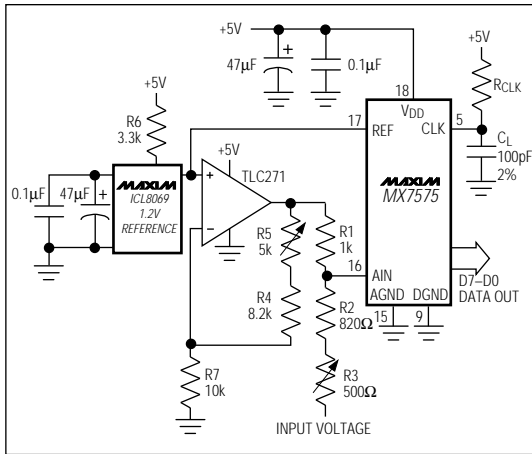 +5V
47µF
+
0.1µF
+5V
R6
3.3k
+5V
RCLK
18
VDD
17
REF
CLK
5
CL
100pF
2%
0.1µF
47µF
+
MAXIM
ICL8069
1.2V
REFERENCE
+5V
TLC271
+
−
MAXIM
MX7575
R5
5k
R1
1k
16
AIN
D7–D0
DATA OUT
AGND
DGND
15
9
R4
8.2k
R2
820Ω
R7
10k
R3
500Ω
INPUT VOLTAGE